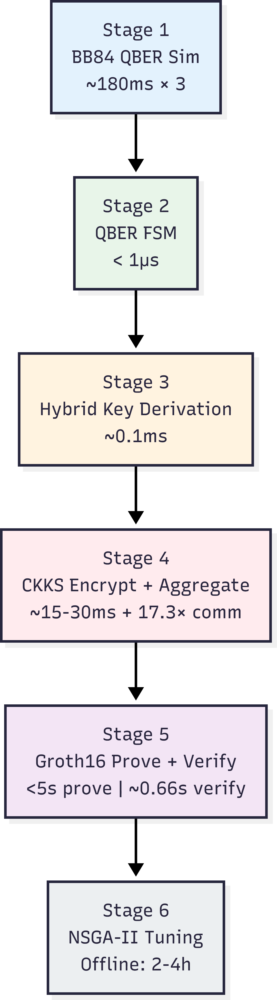 Stage 1
BB84 QBER Sim
~180ms × 3
Stage 2
QBER FSM
< 1µs
Stage 3
Hybrid Key Derivation
~0.1ms
Stage 4
CKKS Encrypt + Aggregate
~15-30ms + 17.3× comm
Stage 5
Groth16 Prove + Verify
<5s prove | ~0.66s verify
Stage 6
NSGA-II Tuning
Offline: 2-4h